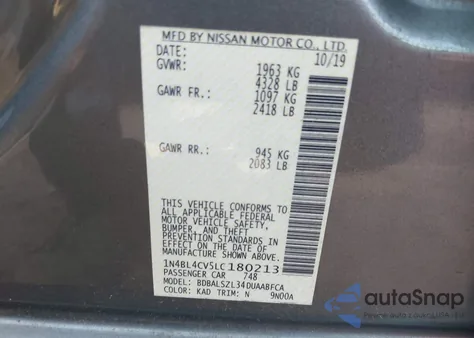 MFD BY NISSAN MOTOR CO., LTD.
DATE: 10/19
GVWR: 1963 KG
4328 LB
GAWR FR.: 1097 KG
2418 LB
GAWR RR.: 945 KG
2083 LB
THIS VEHICLE CONFORMS TO
ALL APPLICABLE FEDERAL
MOTOR VEHICLE SAFETY,
BUMPER, AND THEFT
PREVENTION STANDARDS IN
EFFECT ON THE DATE OF
MANUFACTURE SHOWN ABOVE
1N4BL4CV5LC180213
PASSENGER CAR 748
MODEL: BDBALSZL34DUAABFCA
COLOR: KAD TRIM: N 9N00A
autoSnap